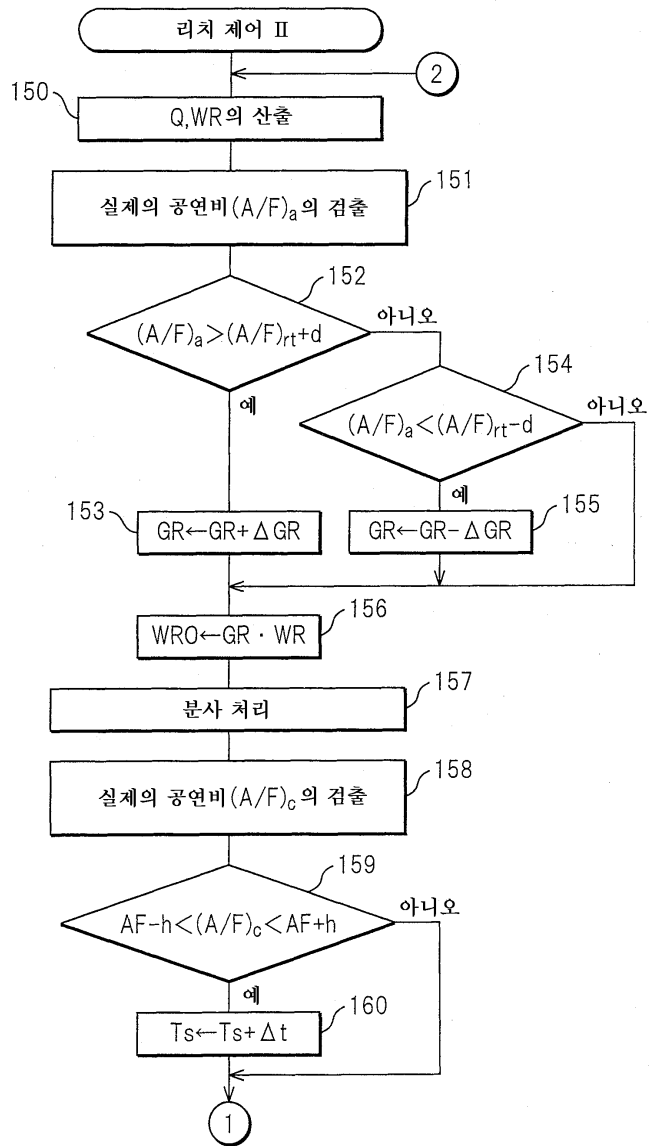 리치 제어 Ⅱ
2
150
Q,WR의 산출
151
실제의 공연비(A/F)a의 검출
152
(A/F)a>(A/F)rt+d
아니오
예
154
(A/F)a<(A/F)rt-d
아니오
예
153
GR←GR+ΔGR
155
GR←GR-ΔGR
156
WRO←GR·WR
157
분사 처리
158
실제의 공연비(A/F)c의 검출
159
AF-h<(A/F)c<AF+h
아니오
예
160
Ts←Ts+Δt
1